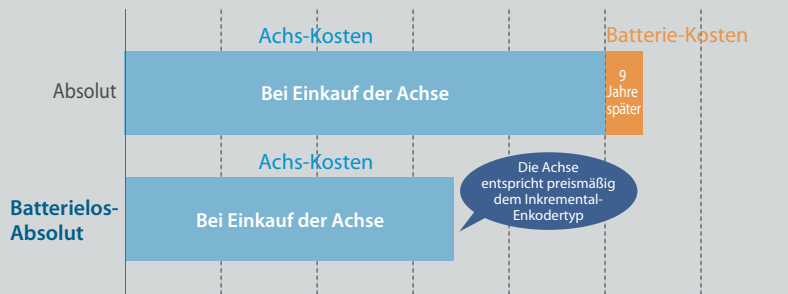 Achs-Kosten
Batterie-Kosten
Absolut
Bei Einkauf der Achse
9
Jahre
später
Achs-Kosten
Batterielos-
Absolut
Bei Einkauf der Achse
Die Achse
entspricht preismäßig
dem Inkremental-
Enkodertyp